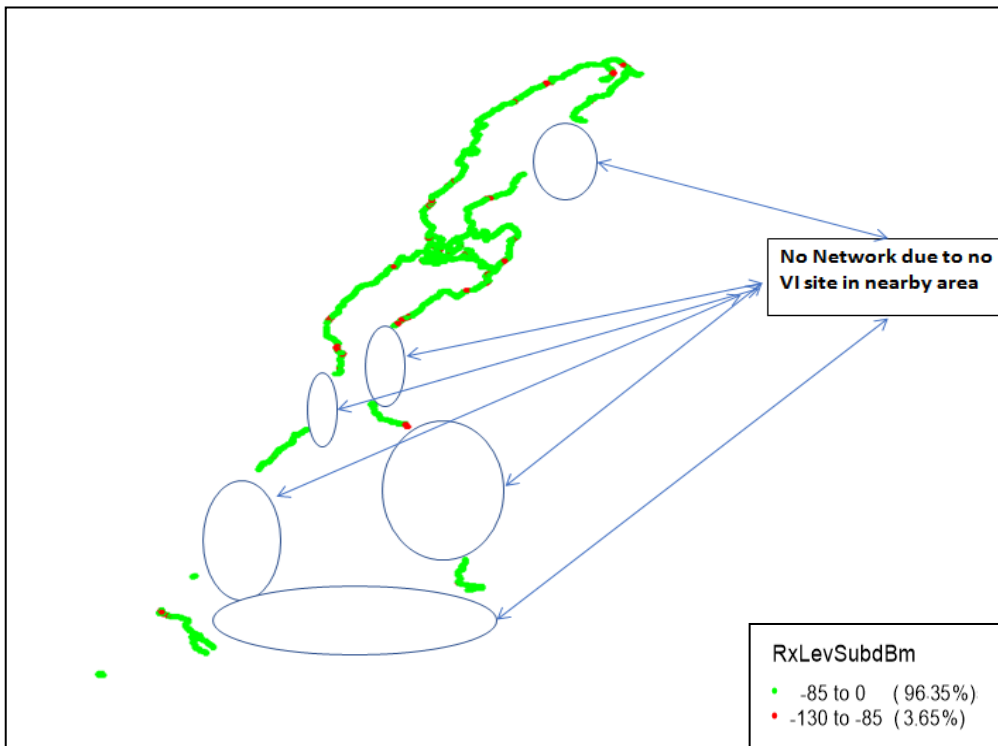 No Network due to no
VI site in nearby area
RxLevSubdBm
-85 to 0 ( 96.35%)
-130 to -85 ( 3.65%)